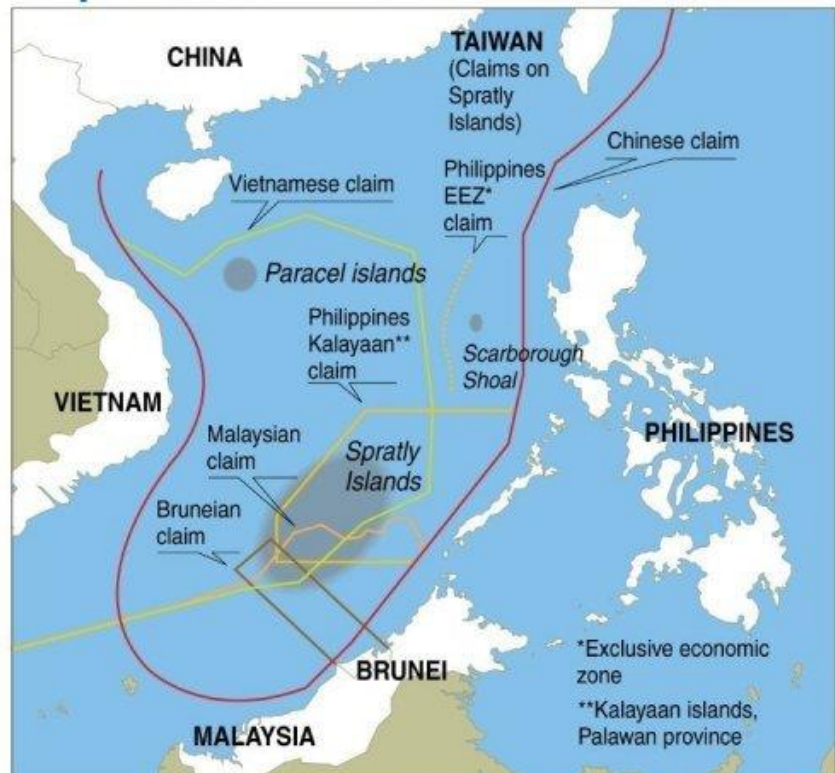 TAIWAN
(Claims on
Spratly
Islands)
CHINA
Chinese claim
Philippines
EEZ*
claim
Vietnamese claim
Paracel islands
Philippines
Kalayaan**
claim
Scarborough
Shoal
VIETNAM
PHILIPPINES
Malaysian
claim
Spratly
Islands
Bruneian
claim
*Exclusive economic
zone
BRUNEI
**Kalayaan islands,
Palawan province
MALAYSIA